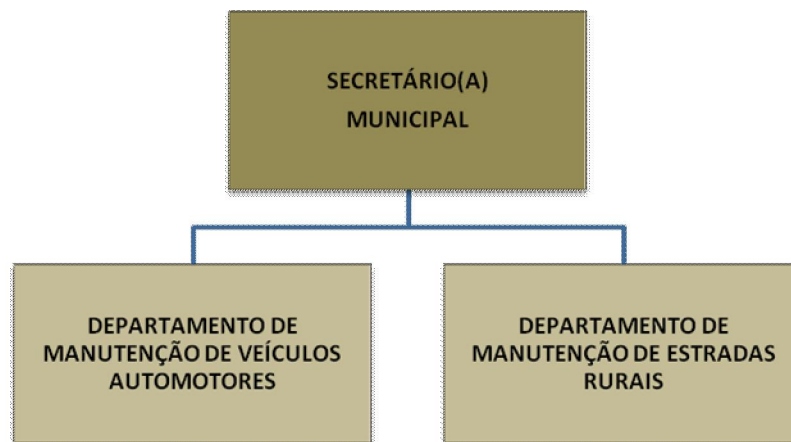 SECRETÁRIO(A)
MUNICIPAL
DEPARTAMENTO DE
MANUTENÇÃO DE VEÍCULOS
AUTOMOTORES
DEPARTAMENTO DE
MANUTENÇÃO DE ESTRADAS
RURAIS